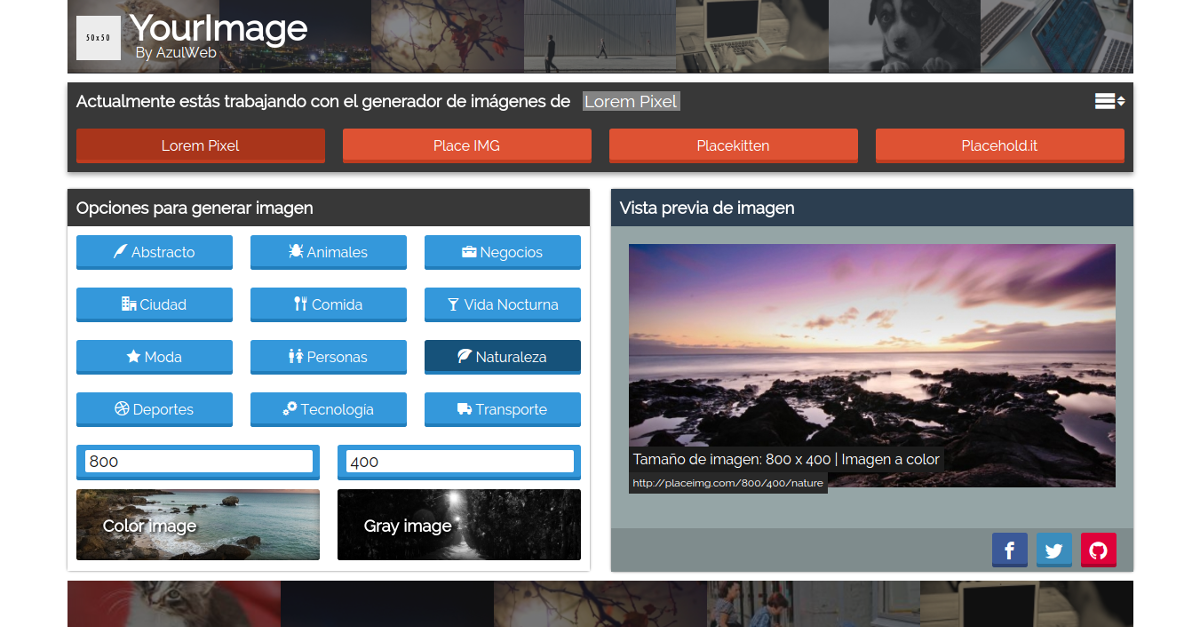 50x50
YourImage
By AzulWeb
Actualmente estás trabajando con el generador de imágenes de Lorem Pixel
Lorem Pixel
Place IMG
Placekitten
Placehold.it
Opciones para generar imagen
Abstracto
Animales
Negocios
Ciudad
Comida
Vida Nocturna
Moda
Personas
Naturaleza
Deportes
Tecnología
Transporte
800
400
Color image
Gray image
Vista previa de imagen
Tamaño de imagen: 800 x 400 | Imagen a color
http://placeimg.com/800/400/nature